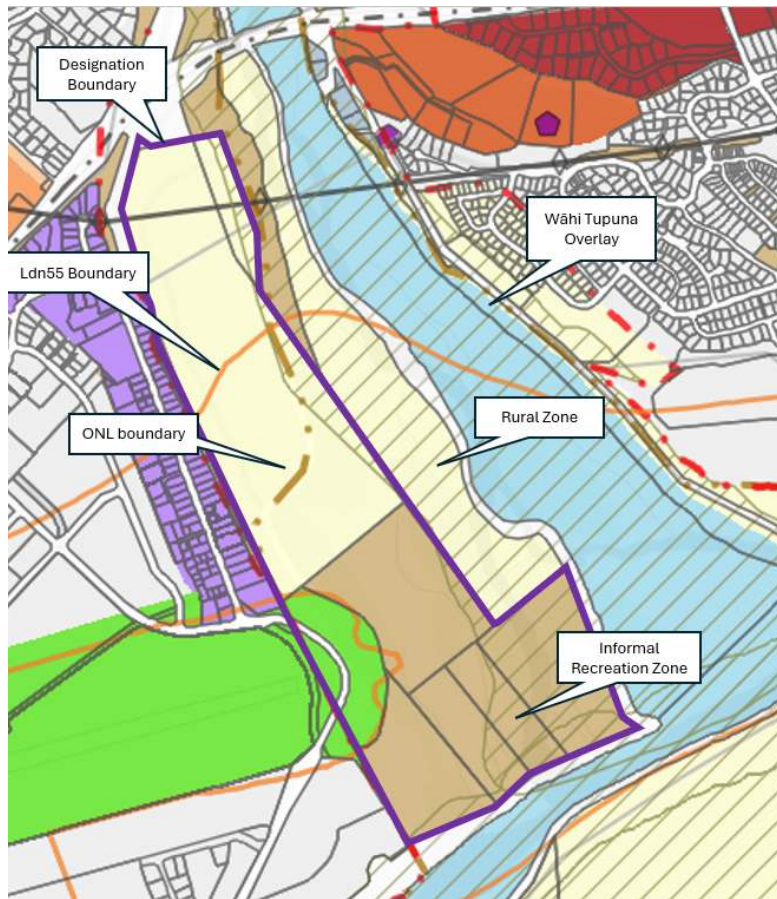 Designation
Boundary
Wāhi Tupuna
Overlay
Ldn55 Boundary
ONL boundary
Rural Zone
Informal
Recreation Zone